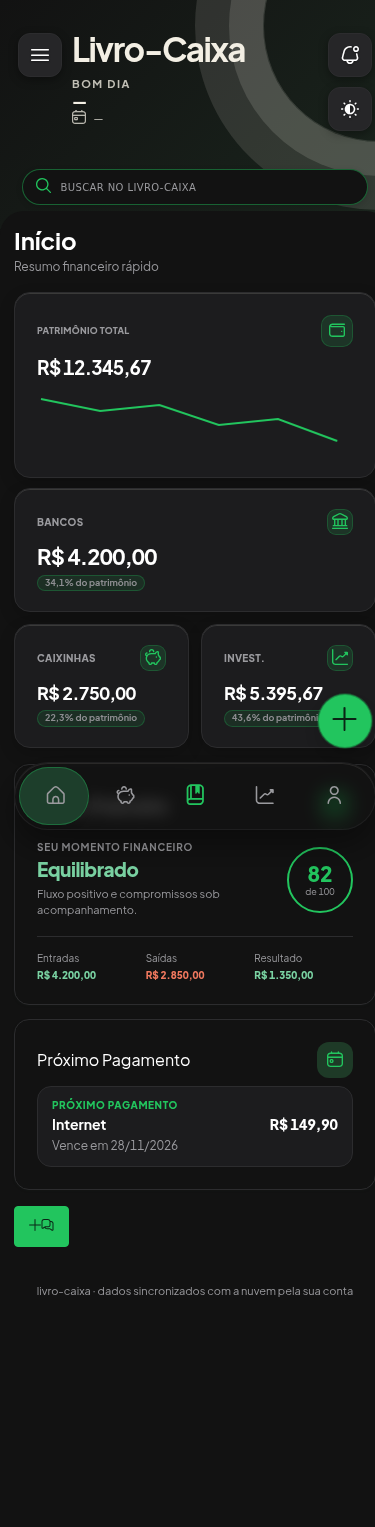 Livro-Caixa
BOM DIA
—
—
BUSCAR NO LIVRO-CAIXA
Início
Resumo financeiro rápido
PATRIMÔNIO TOTAL
R$ 12.345,67
BANCOS
R$ 4.200,00
34,1% do patrimônio
CAIXINHAS
R$ 2.750,00
22,3% do patrimônio
INVEST.
R$ 5.395,67
43,6% do patrimôni
SEU MOMENTO FINANCEIRO
Equilibrado
Fluxo positivo e compromissos sob
acompanhamento.
82
de 100
Entradas
R$ 4.200,00
Saídas
R$ 2.850,00
Resultado
R$ 1.350,00
Próximo Pagamento
PRÓXIMO PAGAMENTO
Internet
R$ 149,90
Vence em 28/11/2026
livro-caixa · dados sincronizados com a nuvem pela sua conta